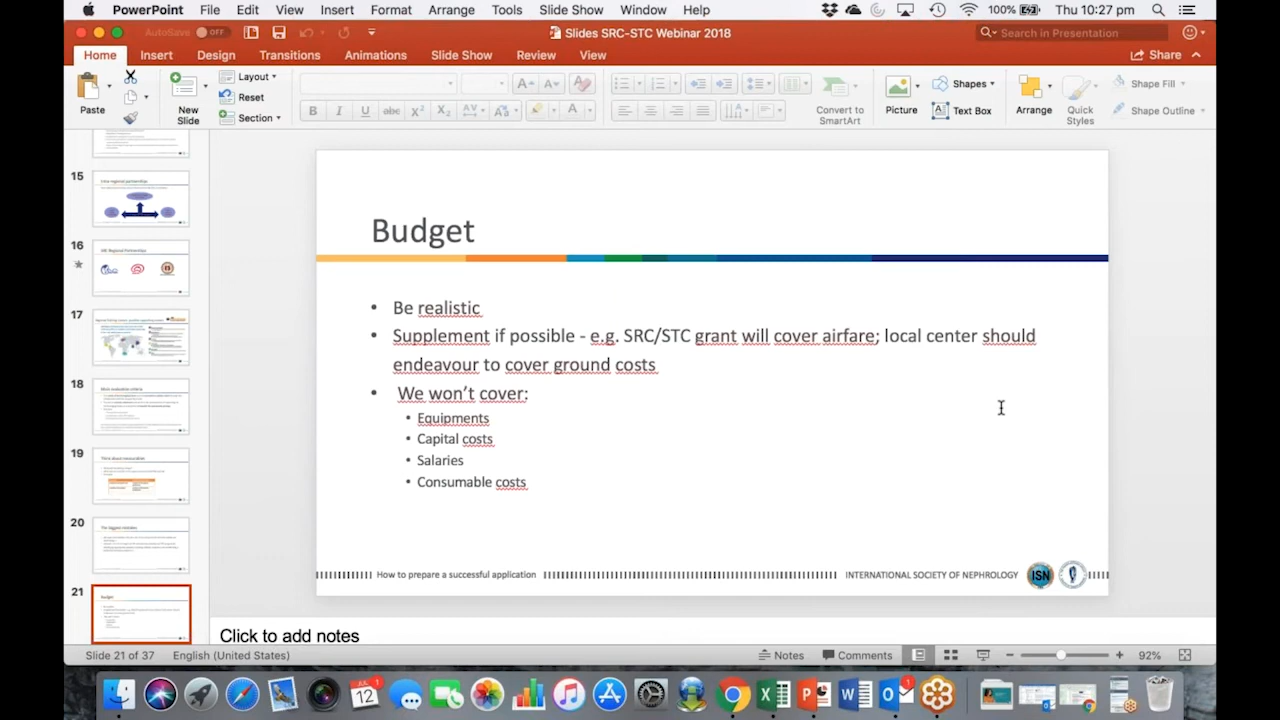 PowerPoint File Edit View Insert Format Arrange Tools Slide Show Window Help 100% Thu 10:27 pm
AutoSave OFF Slides SRC-STC Webinar 2018 Search in Presentation
Home Insert Design Transitions Animations Slide Show Review View Share
Paste New Slide Layout Reset Section Convert to SmartArt Picture Shapes Text Box Arrange Quick Styles Shape Fill Shape Outline
15
16
17
18
19
20
21
Budget
• Be realistic
• Supplement if possible - e.g. SRC/STC grant will cover airfare; local center should
endeavour to cover ground costs
• We won't cover:
• Equipments
• Capital costs
• Salaries
• Consumable costs
How to prepare a successful application INTERNATIONAL SOCIETY OF NEPHROLOGY ISN
Click to add notes
Slide 21 of 37 English (United States) Notes Comments 92%
JUL 12